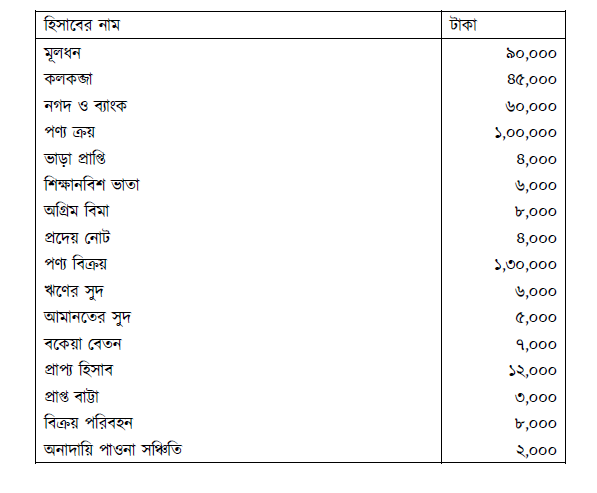 হিসাবের নাম টাকা
মূলধন ৯০,০০০
কলকব্জা ৪৫,০০০
নগদ ও ব্যাংক ৬০,০০০
পণ্য ক্রয় ১,০০,০০০
ভাড়া প্রাপ্তি ৪,০০০
শিক্ষানবিশ ভাতা ৬,০০০
অগ্রিম বিমা ৮,০০০
প্রদেয় নোট ৪,০০০
পণ্য বিক্রয় ১,৩০,০০০
ঋণের সুদ ৬,০০০
আমানতের সুদ ৫,০০০
বকেয়া বেতন ৭,০০০
প্রাপ্য হিসাব ১২,০০০
প্রাপ্ত বাট্টা ৩,০০০
বিক্রয় পরিবহন ৮,০০০
অনাদায়ি পাওনা সঞ্চিতি ২,০০০